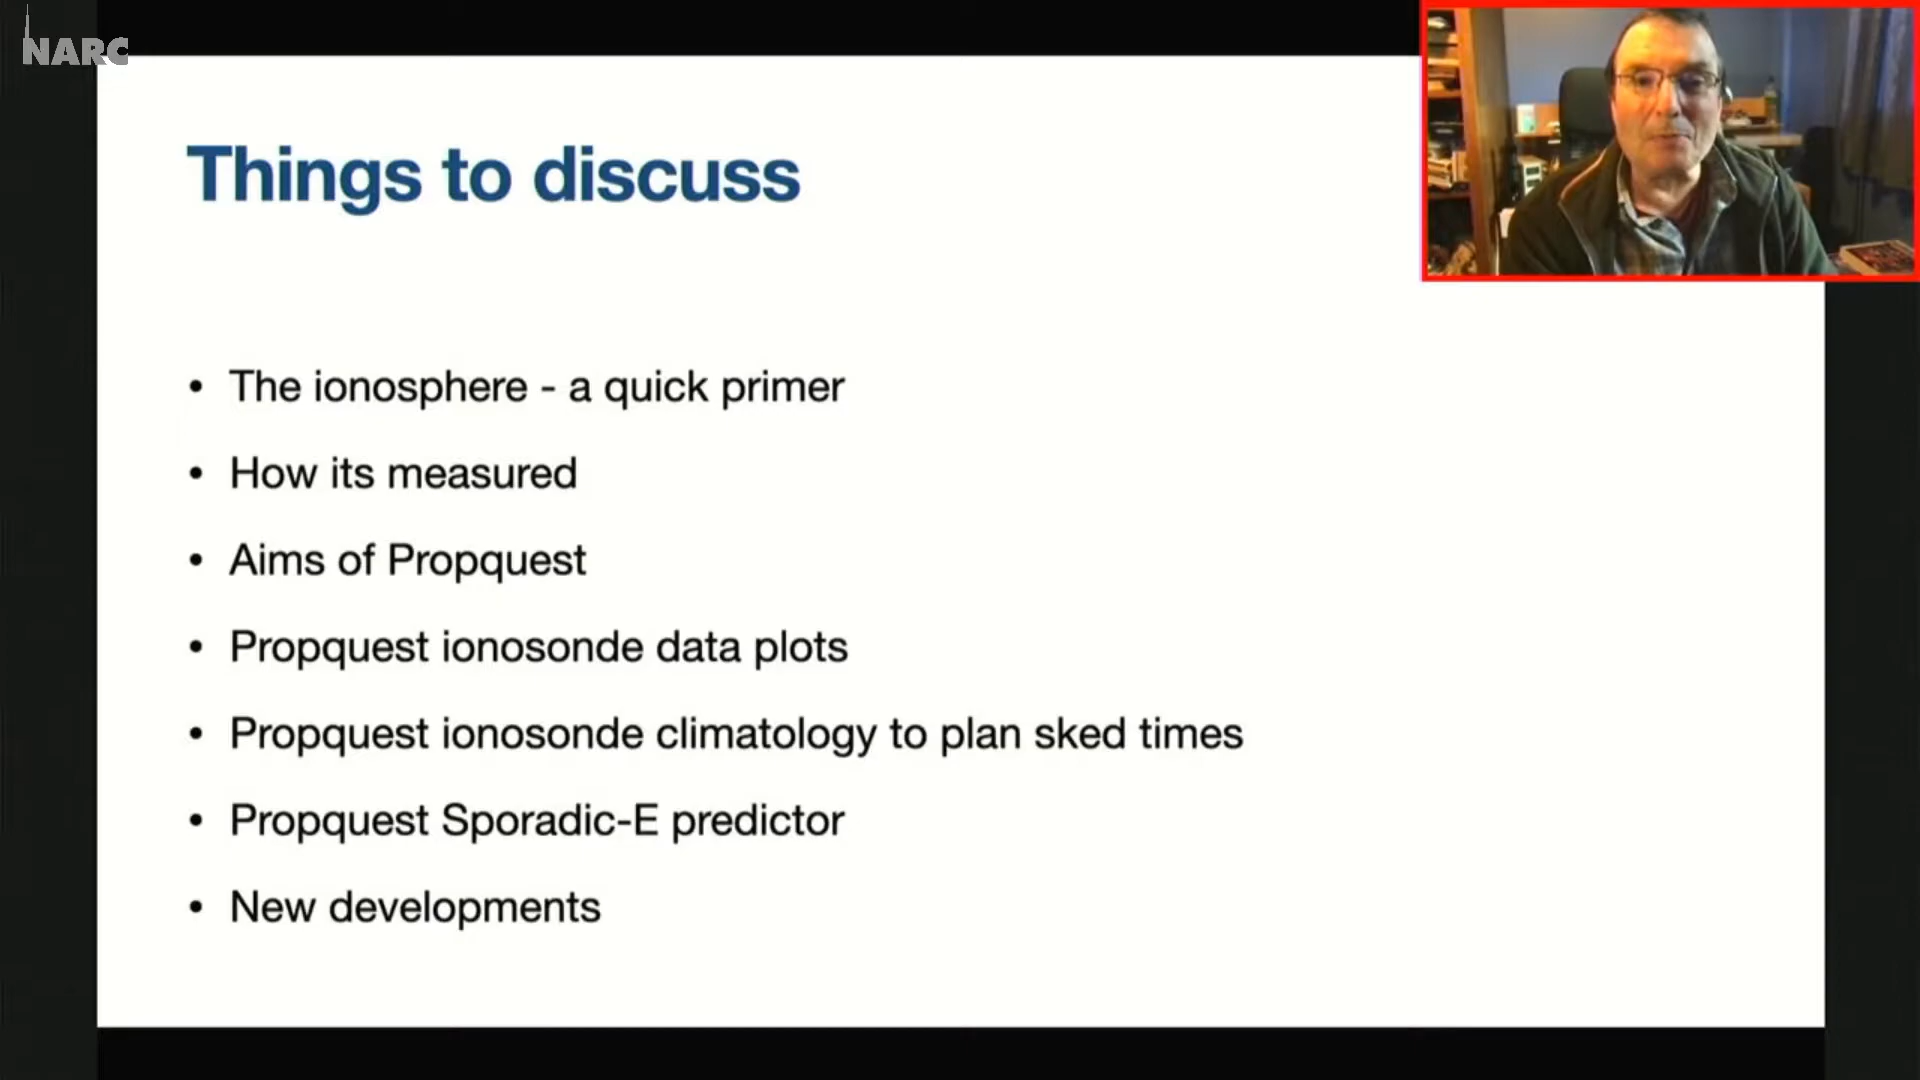 NARC
Things to discuss
• The ionosphere - a quick primer
• How its measured
• Aims of Propquest
• Propquest ionosonde data plots
• Propquest ionosonde climatology to plan sked times
• Propquest Sporadic-E predictor
• New developments